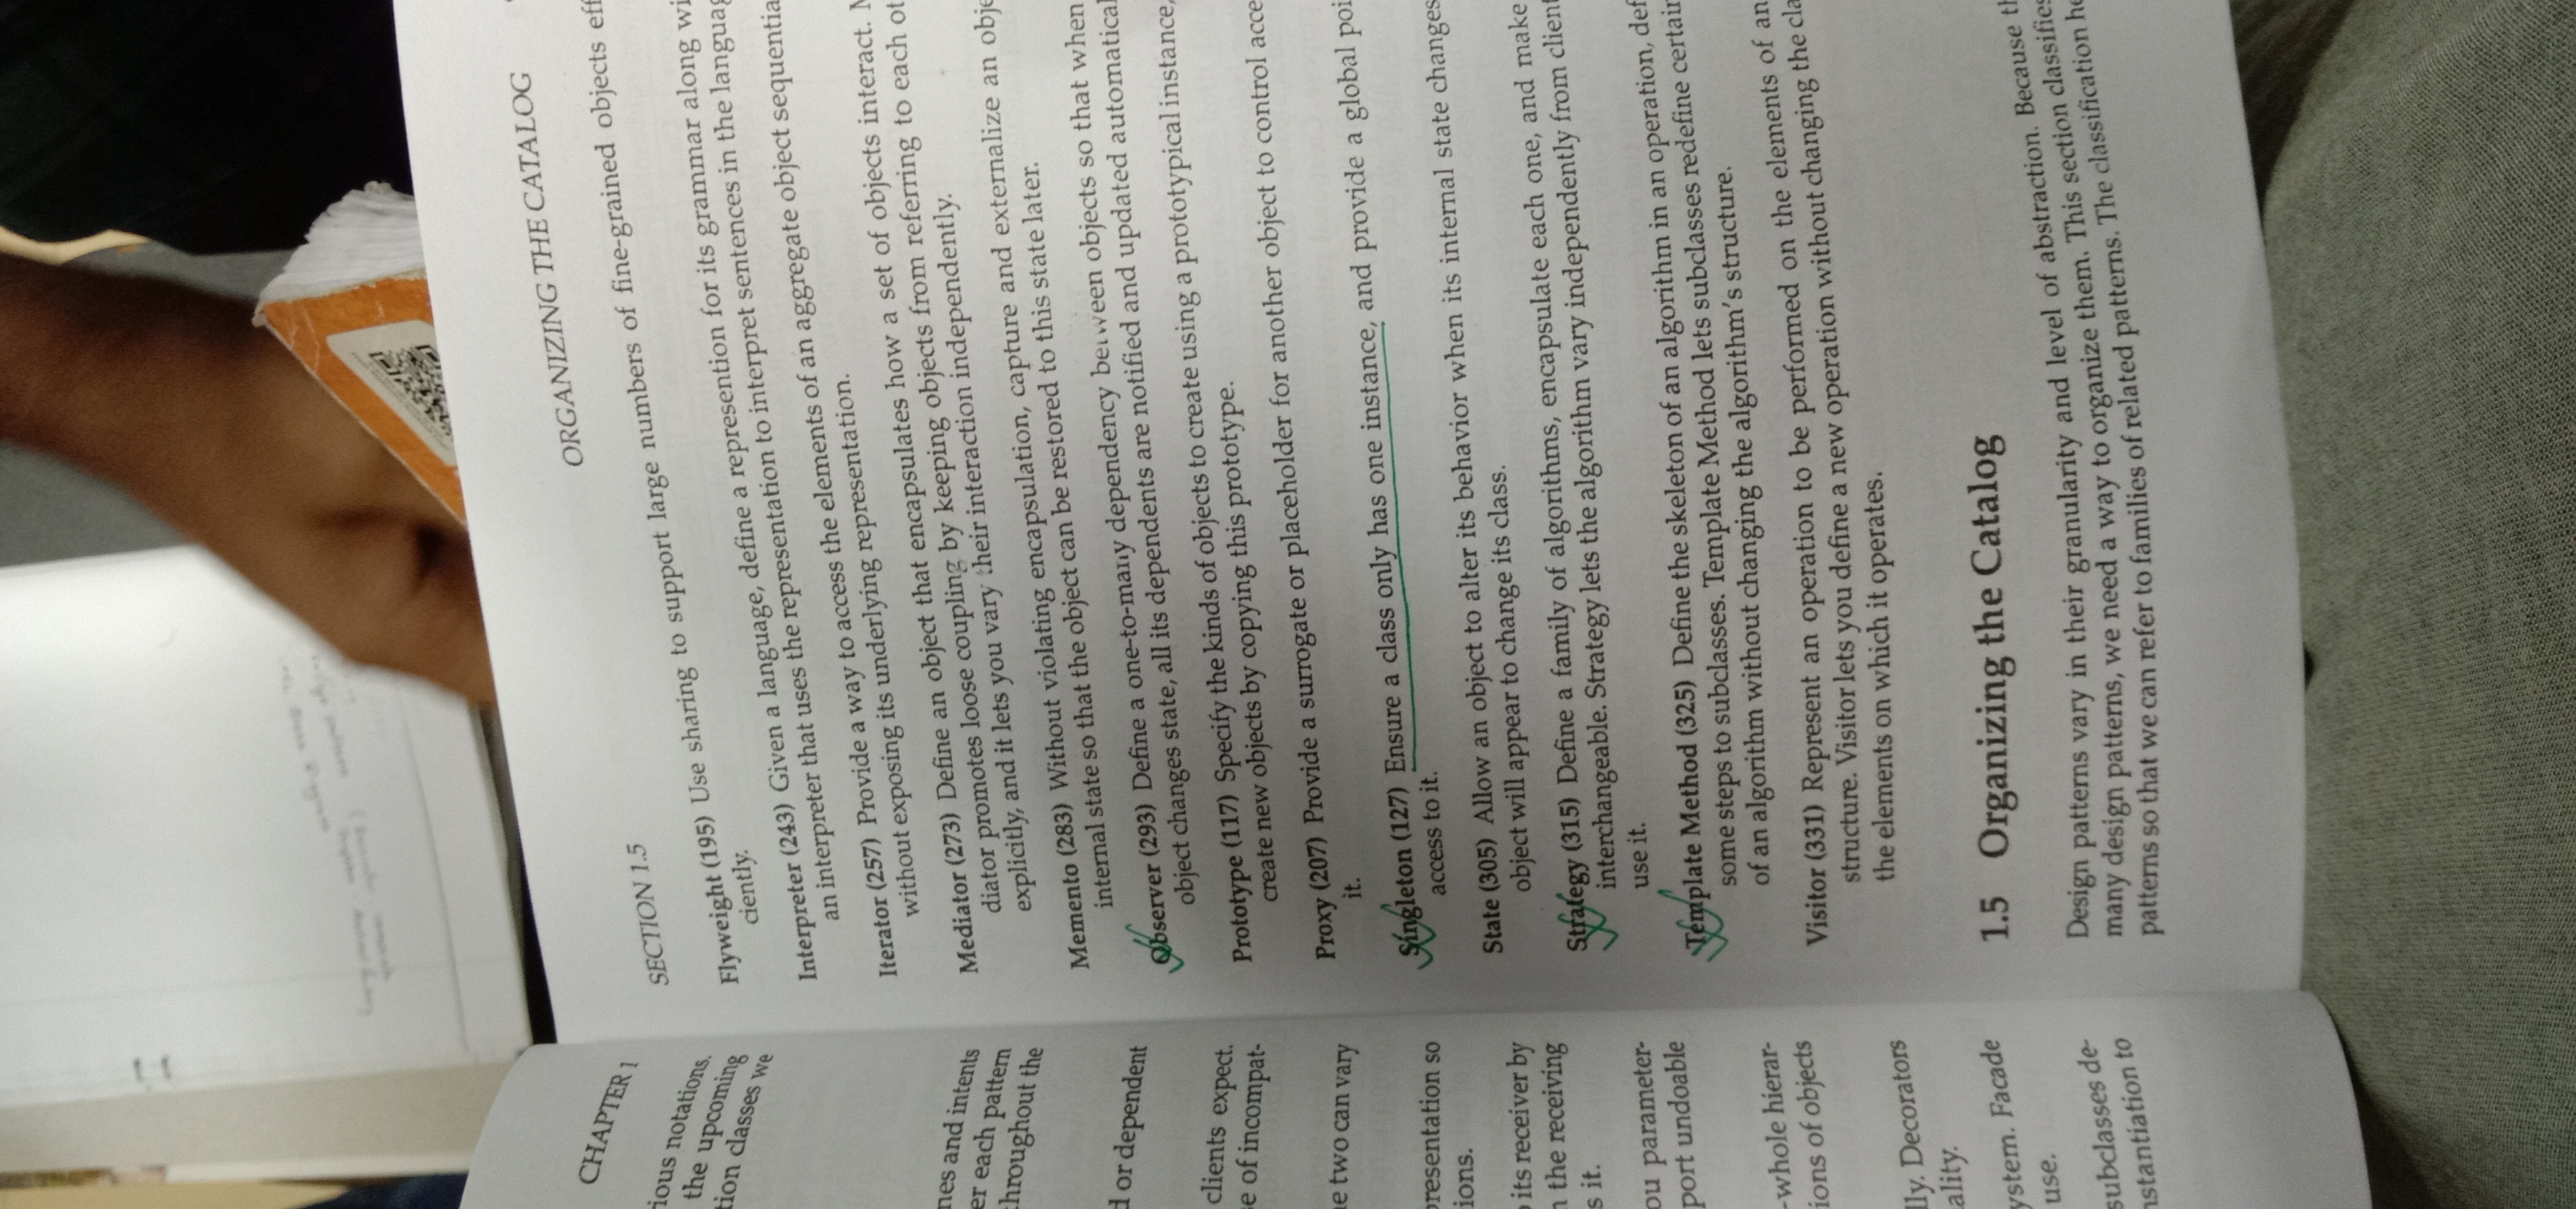 CHAPTER 1
ious notations.
the upcoming
tion classes we
nes and intents
er each pattern
throughout the
d or dependent
clients expect.
e of incompat-
e two can vary
presentation so
ions.
o its receiver by
n the receiving
s it.
ou parameter-
port undoable
-whole hierar-
ions of objects
lly. Decorators
ality.
ystem. Facade
use.
subclasses de-
nstantiation to
SECTION 1.5 ORGANIZING THE CATALOG
Flyweight (195) Use sharing to support large numbers of fine-grained objects eff
ciently.
Interpreter (243) Given a language, define a represention for its grammar along wi
an interpreter that uses the representation to interpret sentences in the languag
Iterator (257) Provide a way to access the elements of an aggregate object sequentia
without exposing its underlying representation.
Mediator (273) Define an object that encapsulates how a set of objects interact. M
diator promotes loose coupling by keeping objects from referring to each ot
explicitly, and it lets you vary their interaction independently.
Memento (283) Without violating encapsulation, capture and externalize an obje
internal state so that the object can be restored to this state later.
Observer (293) Define a one-to-many dependency between objects so that when
object changes state, all its dependents are notified and updated automatical
Prototype (117) Specify the kinds of objects to create using a prototypical instance,
create new objects by copying this prototype.
Proxy (207) Provide a surrogate or placeholder for another object to control acce
it.
Singleton (127) Ensure a class only has one instance, and provide a global poi
access to it.
State (305) Allow an object to alter its behavior when its internal state changes
object will appear to change its class.
Strategy (315) Define a family of algorithms, encapsulate each one, and make
interchangeable. Strategy lets the algorithm vary independently from client
use it.
Template Method (325) Define the skeleton of an algorithm in an operation, def
some steps to subclasses. Template Method lets subclasses redefine certain
of an algorithm without changing the algorithm's structure.
Visitor (331) Represent an operation to be performed on the elements of an
structure. Visitor lets you define a new operation without changing the cla
the elements on which it operates.
1.5 Organizing the Catalog
Design patterns vary in their granularity and level of abstraction. Because th
many design patterns, we need a way to organize them. This section classifies
patterns so that we can refer to families of related patterns. The classification he